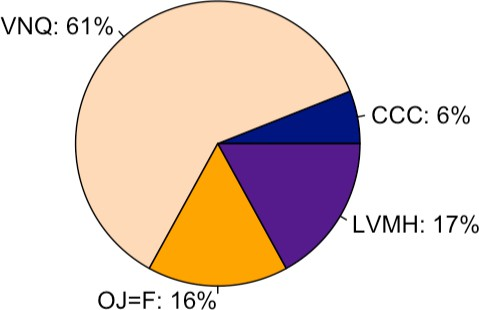 VNQ: 61%
CCC: 6%
LVMH: 17%
OJ=F: 16%